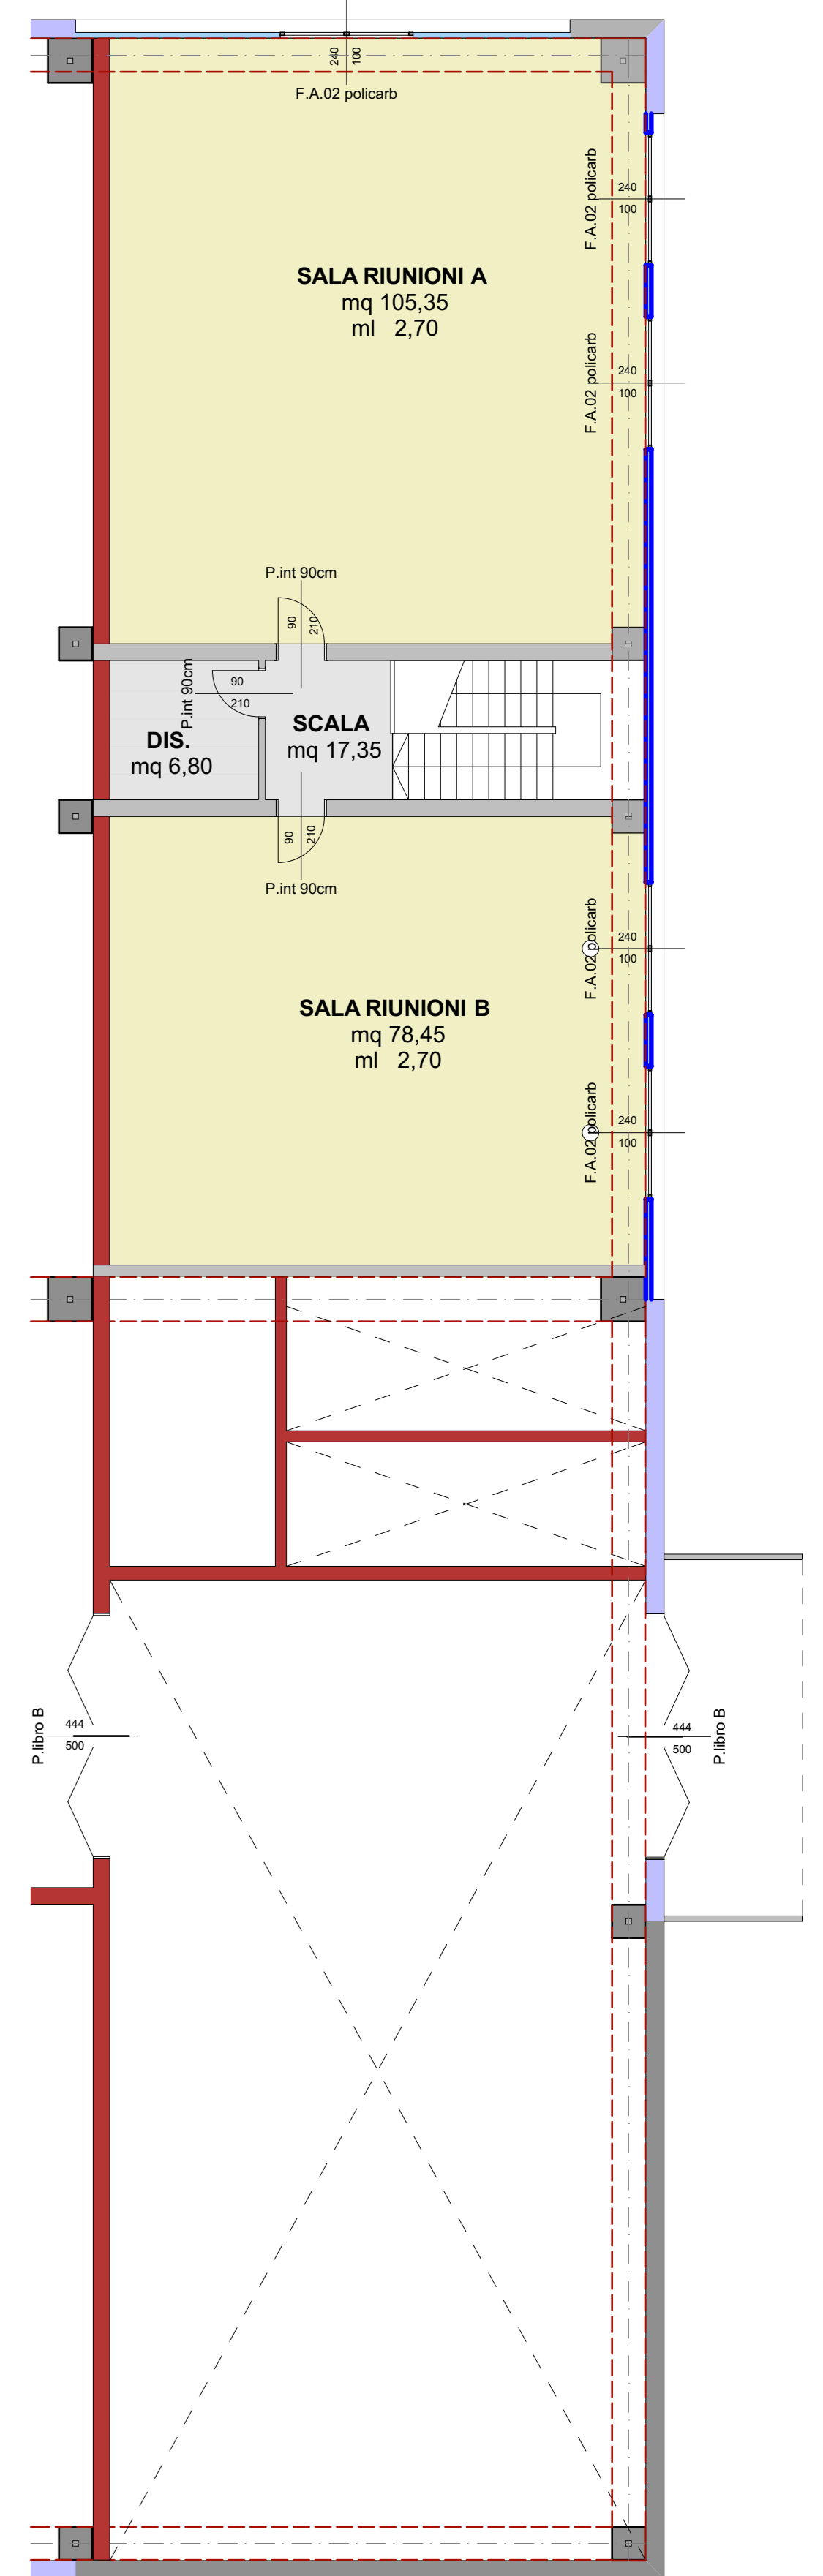 240
100
F.A.02 policarb
F.A.02 policarb
240
100
SALA RIUNIONI A
mq 105,35
ml 2,70
F.A.02 policarb
240
100
P.int 90cm
90
210
P.int 90cm
90
210
SCALA
mq 17,35
DIS.
mq 6,80
90
210
P.int 90cm
F.A.02 policarb
240
100
SALA RIUNIONI B
mq 78,45
ml 2,70
F.A.02 policarb
240
100
P.libro B
444
500
444
500
P.libro B